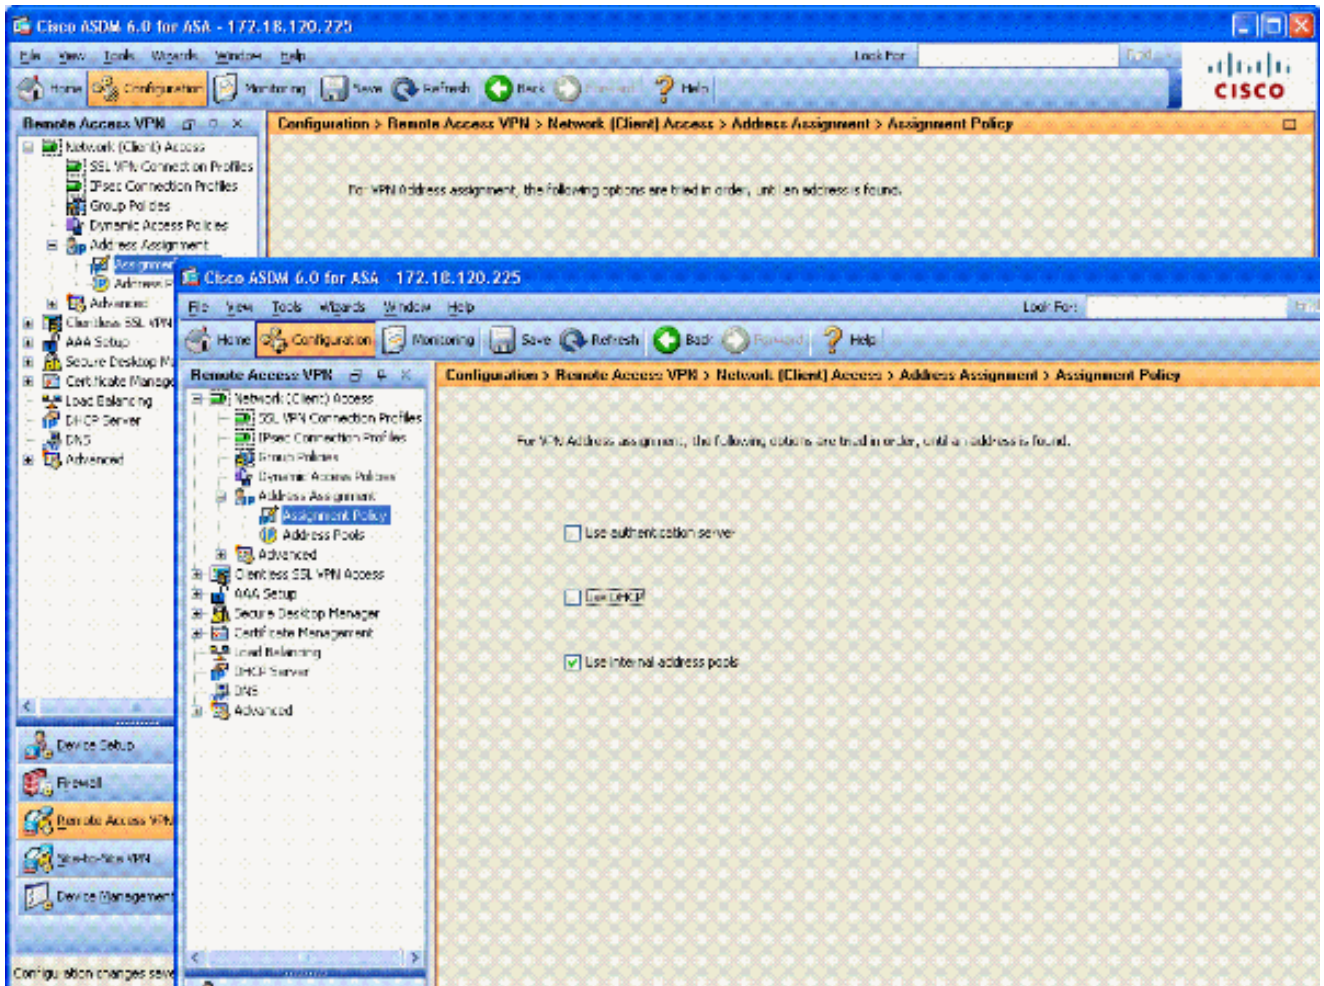 Cisco ASDM 6.0 for ASA - 172.18.120.225
File View Tools Wizards Window Help Look For: Find
Home Configuration Monitoring Save Refresh Back Forward Help
CISCO
Remote Access VPN
Configuration > Remote Access VPN > Network (Client) Access > Address Assignment > Assignment Policy
Network (Client) Access
SSL VPN Connection Profiles
IPsec Connection Profiles
Group Policies
Dynamic Access Policies
Address Assignment
Assignmen
Address P
Advanced
Clientless SSL VPN
AAA Setup
Secure Desktop M
Certificate Manage
Load Balancing
DHCP Server
DNS
Advanced
For VPN Address assignment, the following options are tried in order, until an address is found.
Device Setup
Firewall
Remote Access VPN
Site-to-Site VPN
Device Management
Configuration changes save
Cisco ASDM 6.0 for ASA 172.18.120.225
File View Tools Wizards Window Help Look For:
Home Configuration Monitoring Save Refresh Back Forward Help
Remote Access VPN
Configuration > Remote Access VPN > Network (Client) Access > Address Assignment > Assignment Policy
Network (Client) Access
SSL VPN Connection Profiles
IPsec Connection Profiles
Group Policies
Dynamic Access Policies
Address Assignment
Assignment Policy
Address Pools
Advanced
Clientless SSL VPN Access
AAA Setup
Secure Desktop Manager
Certificate Management
Load Balancing
DHCP Server
DNS
Advanced
For VPN Address assignment, the following options are tried in order, until an address is found.
Use authentication server
Use DHCP
Use internal address pools